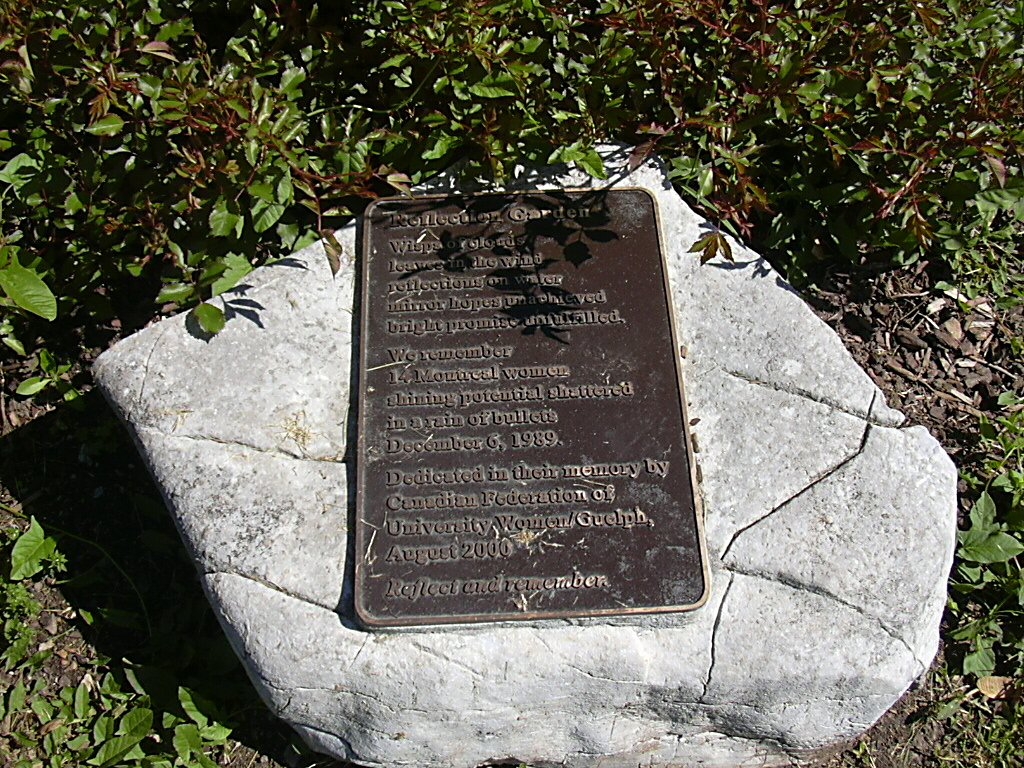 Reflection Garden
Wisps of clouds
leaves in the wind
reflections on water
mirror hopes unachieved
bright promise unfulfilled.
We remember
14 Montreal women
shining potential shattered
in a rain of bullets
December 6, 1989.
Dedicated in their memory by
Canadian Federation of
University Women/Guelph,
August 2000
Reflect and remember.